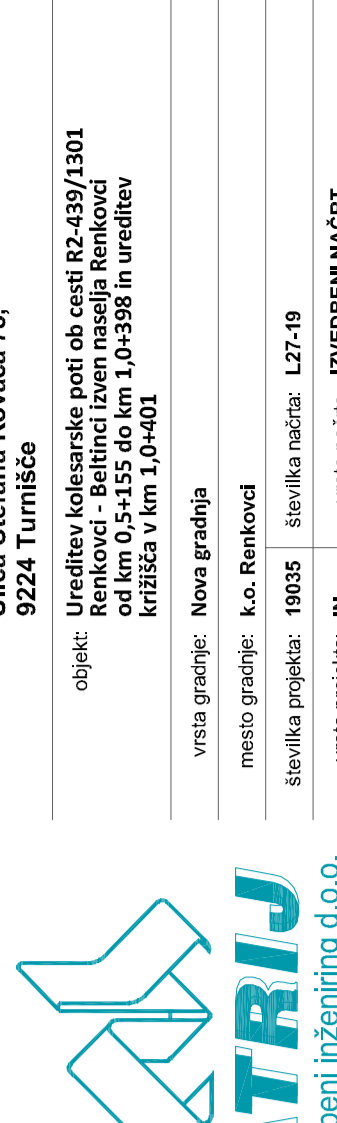 9224 Turnišče
objekt: Ureditev kolesarske poti ob cesti R2-439/1301
Renkovci - Beltinci izven naselja Renkovci
od km 0,5+155 do km 1,0+398 in ureditev
križišča v km 1,0+401
vrsta gradnje: Nova gradnja
mesto gradnje: k.o. Renkovci
številka projekta: 19035 številka načrta: L27-19
IZVEDBENI NAČRT
inženiring d.o.o.